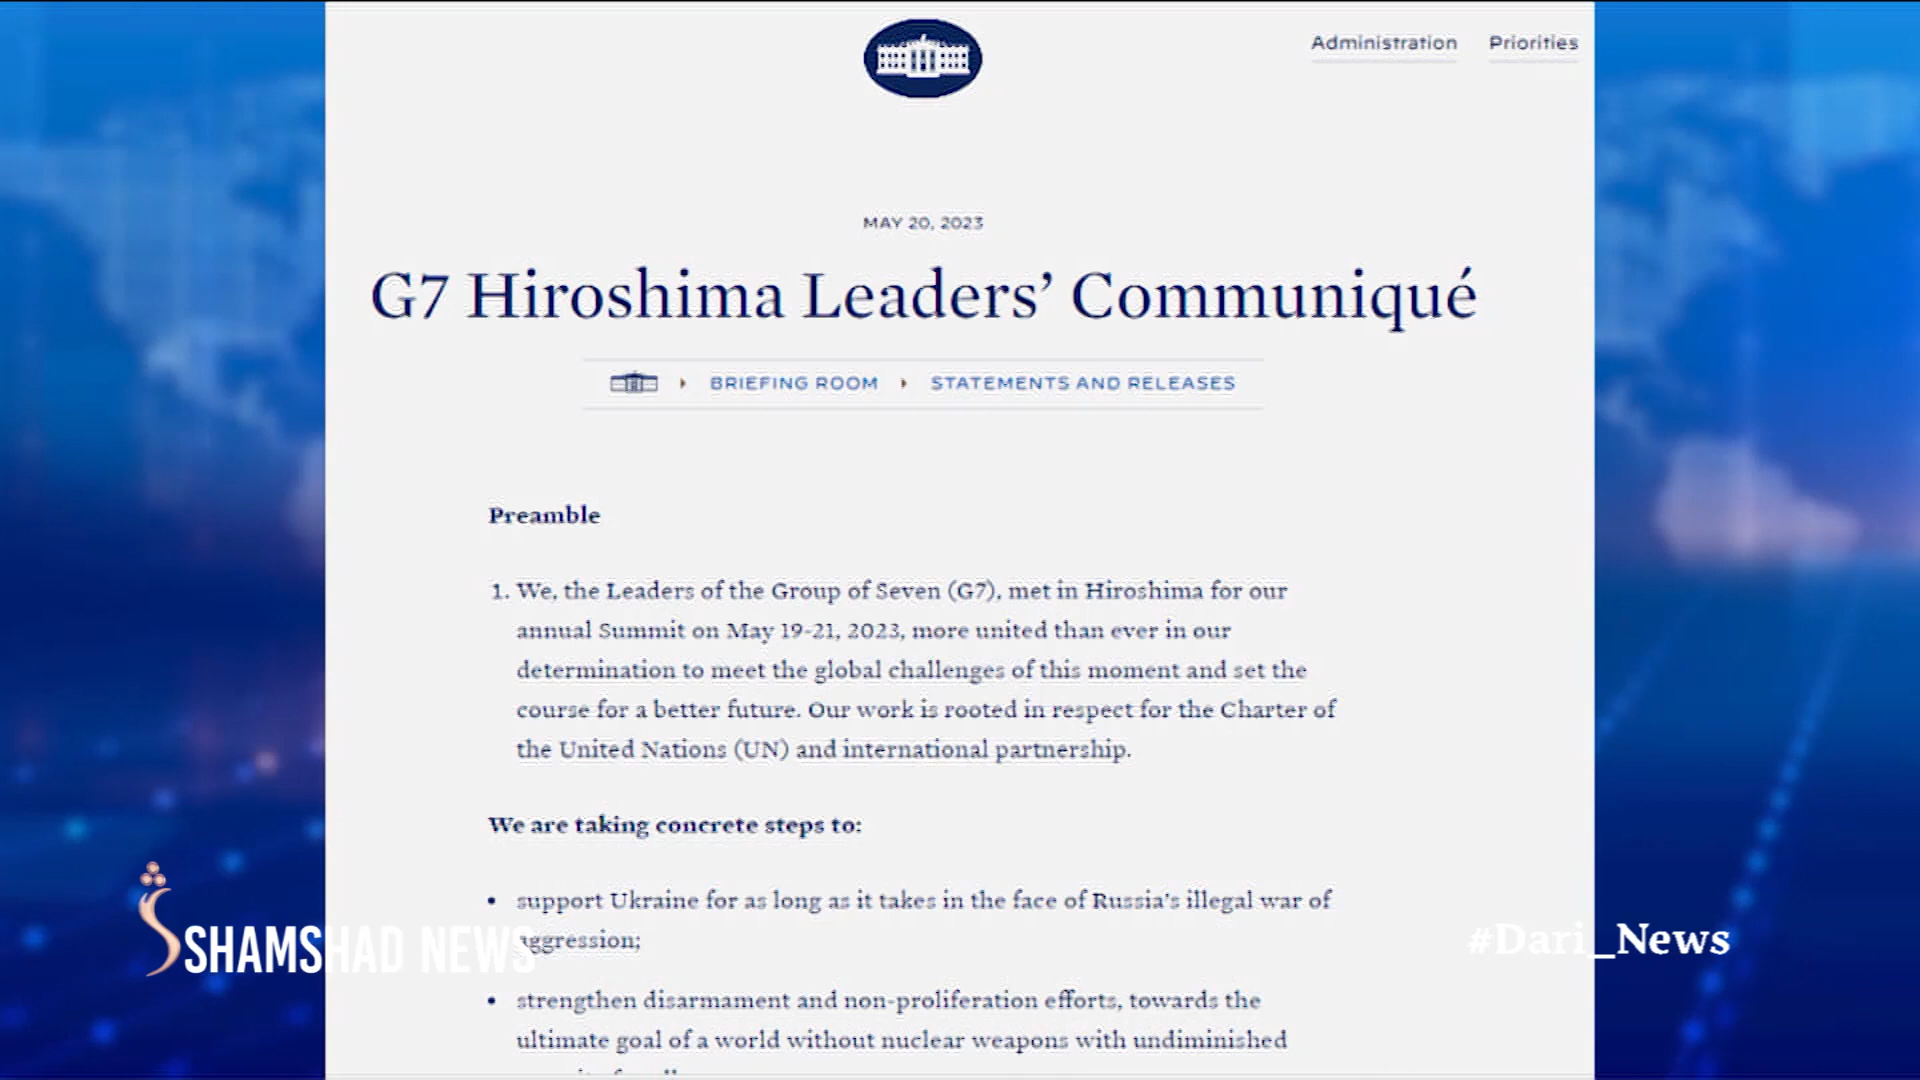 Administration Priorities
MAY 20, 2023
G7 Hiroshima Leaders’ Communiqué
BRIEFING ROOM STATEMENTS AND RELEASES
Preamble
1. We, the Leaders of the Group of Seven (G7), met in Hiroshima for our
annual Summit on May 19-21, 2023, more united than ever in our
determination to meet the global challenges of this moment and set the
course for a better future. Our work is rooted in respect for the Charter of
the United Nations (UN) and international partnership.
We are taking concrete steps to:
• support Ukraine for as long as it takes in the face of Russia’s illegal war of
aggression;
• strengthen disarmament and non-proliferation efforts, towards the
ultimate goal of a world without nuclear weapons with undiminished
SHAMSHAD NEWS
#Dari_News